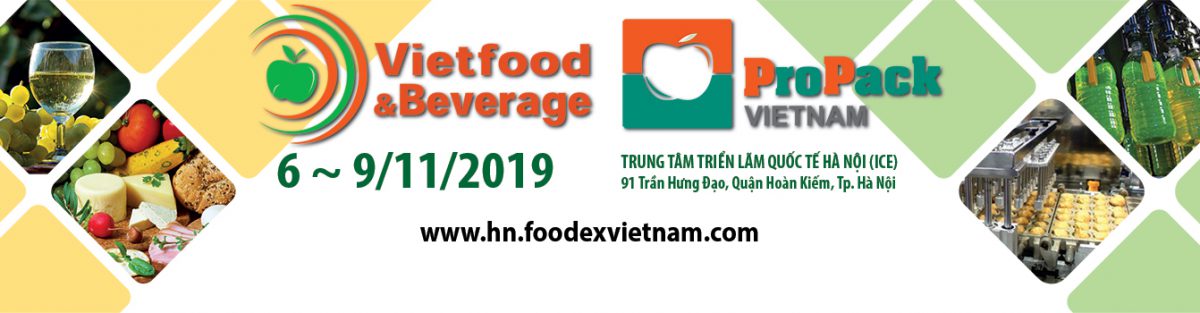 Vietfood
&Beverage
ProPack
VIETNAM
6 ~ 9/11/2019
TRUNG TÂM TRIỂN LÃM QUỐC TẾ HÀ NỘI (ICE)
91 Trần Hưng Đạo, Quận Hoàn Kiếm, Tp. Hà Nội
www.hn.foodexvietnam.com